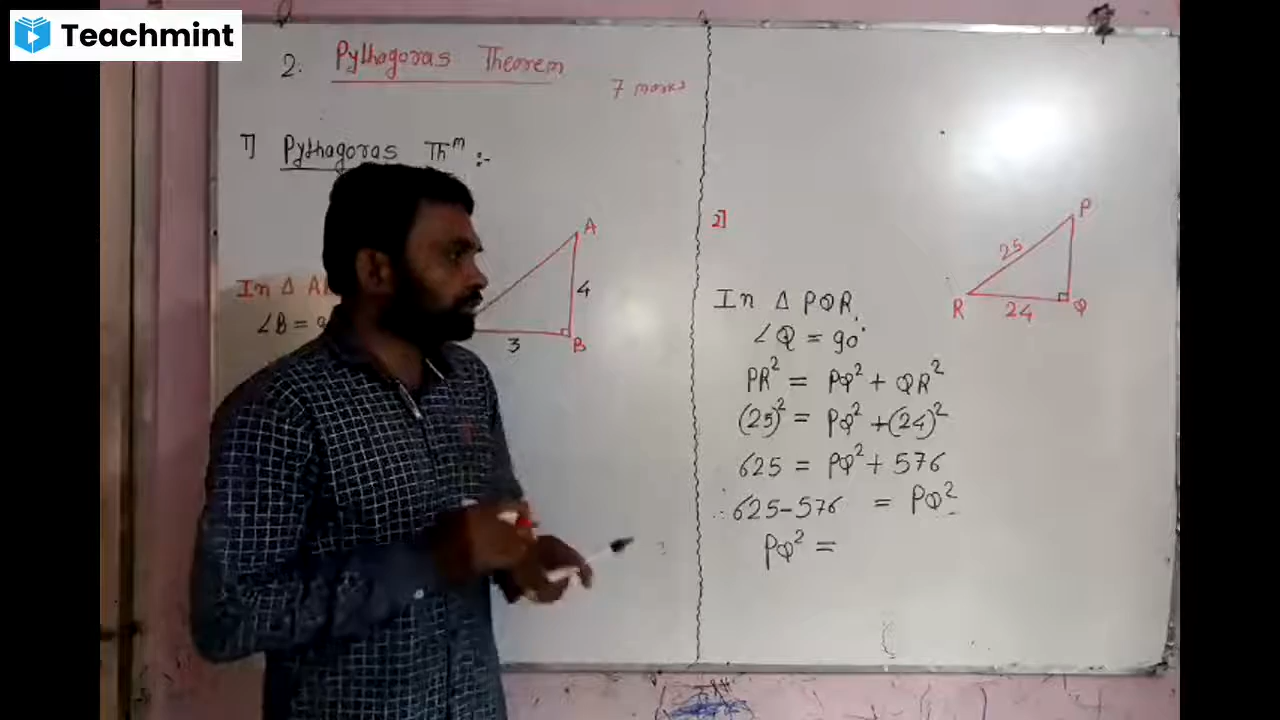 Teachmint
2. Pythagoras Theorem
7 marks
1] Pythagoras Thᵐ :-
A
4
3
B
In Δ
∠B =
2]
P
25
R
24
Q
In Δ PQR,
∠Q = 90°
PR² = PQ² + QR²
(25)² = PQ² + (24)²
625 = PQ² + 576
∴ 625 - 576 = PQ²
PQ² =